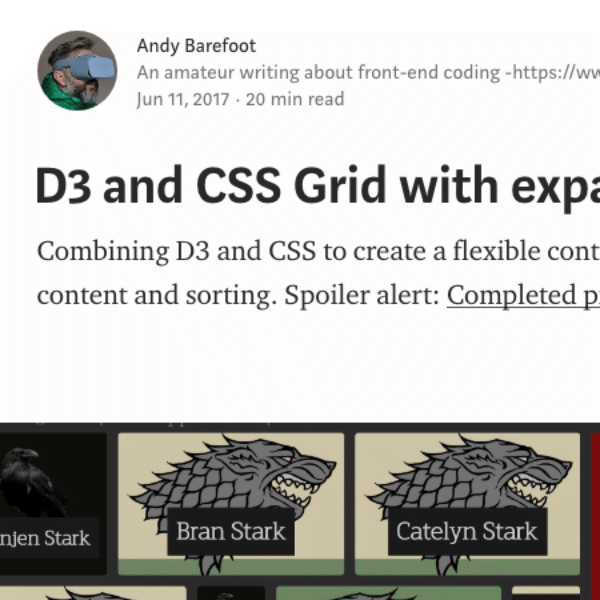 Andy Barefoot
An amateur writing about front-end coding -https://ww
Jun 11, 2017 · 20 min read
D3 and CSS Grid with expa
Combining D3 and CSS to create a flexible cont
content and sorting. Spoiler alert: Completed p
njen Stark
Bran Stark
Catelyn Stark